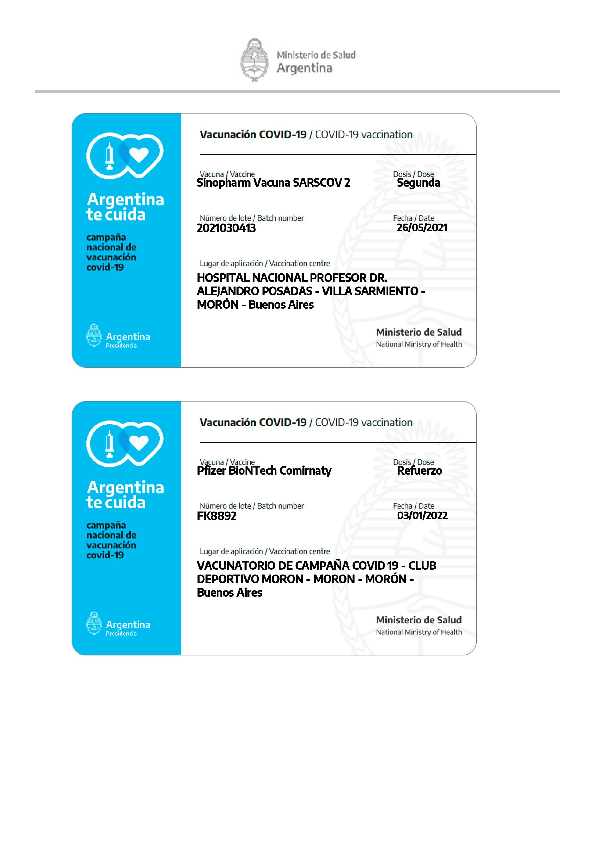 Ministerio de Salud
Argentina
Vacunación COVID-19 / COVID-19 vaccination
Vacuna / Vaccine
Sinopharm Vacuna SARSCOV 2
Dosis / Dose
Segunda
Número de lote / Batch number
2021030413
Fecha / Date
26/05/2021
Lugar de aplicación / Vaccination centre
HOSPITAL NACIONAL PROFESOR DR.
ALEJANDRO POSADAS - VILLA SARMIENTO -
MORÓN - Buenos Aires
Ministerio de Salud
National Ministry of Health
Argentina
te cuida
campaña
nacional de
vacunación
covid-19
Argentina
Presidencia
Vacunación COVID-19 / COVID-19 vaccination
Vacuna / Vaccine
Pfizer BioNTech Comirnaty
Dosis / Dose
Refuerzo
Número de lote / Batch number
FK8892
Fecha / Date
03/01/2022
Lugar de aplicación / Vaccination centre
VACUNATORIO DE CAMPAÑA COVID 19 - CLUB
DEPORTIVO MORON - MORON - MORÓN -
Buenos Aires
Ministerio de Salud
National Ministry of Health
Argentina
te cuida
campaña
nacional de
vacunación
covid-19
Argentina
Presidencia